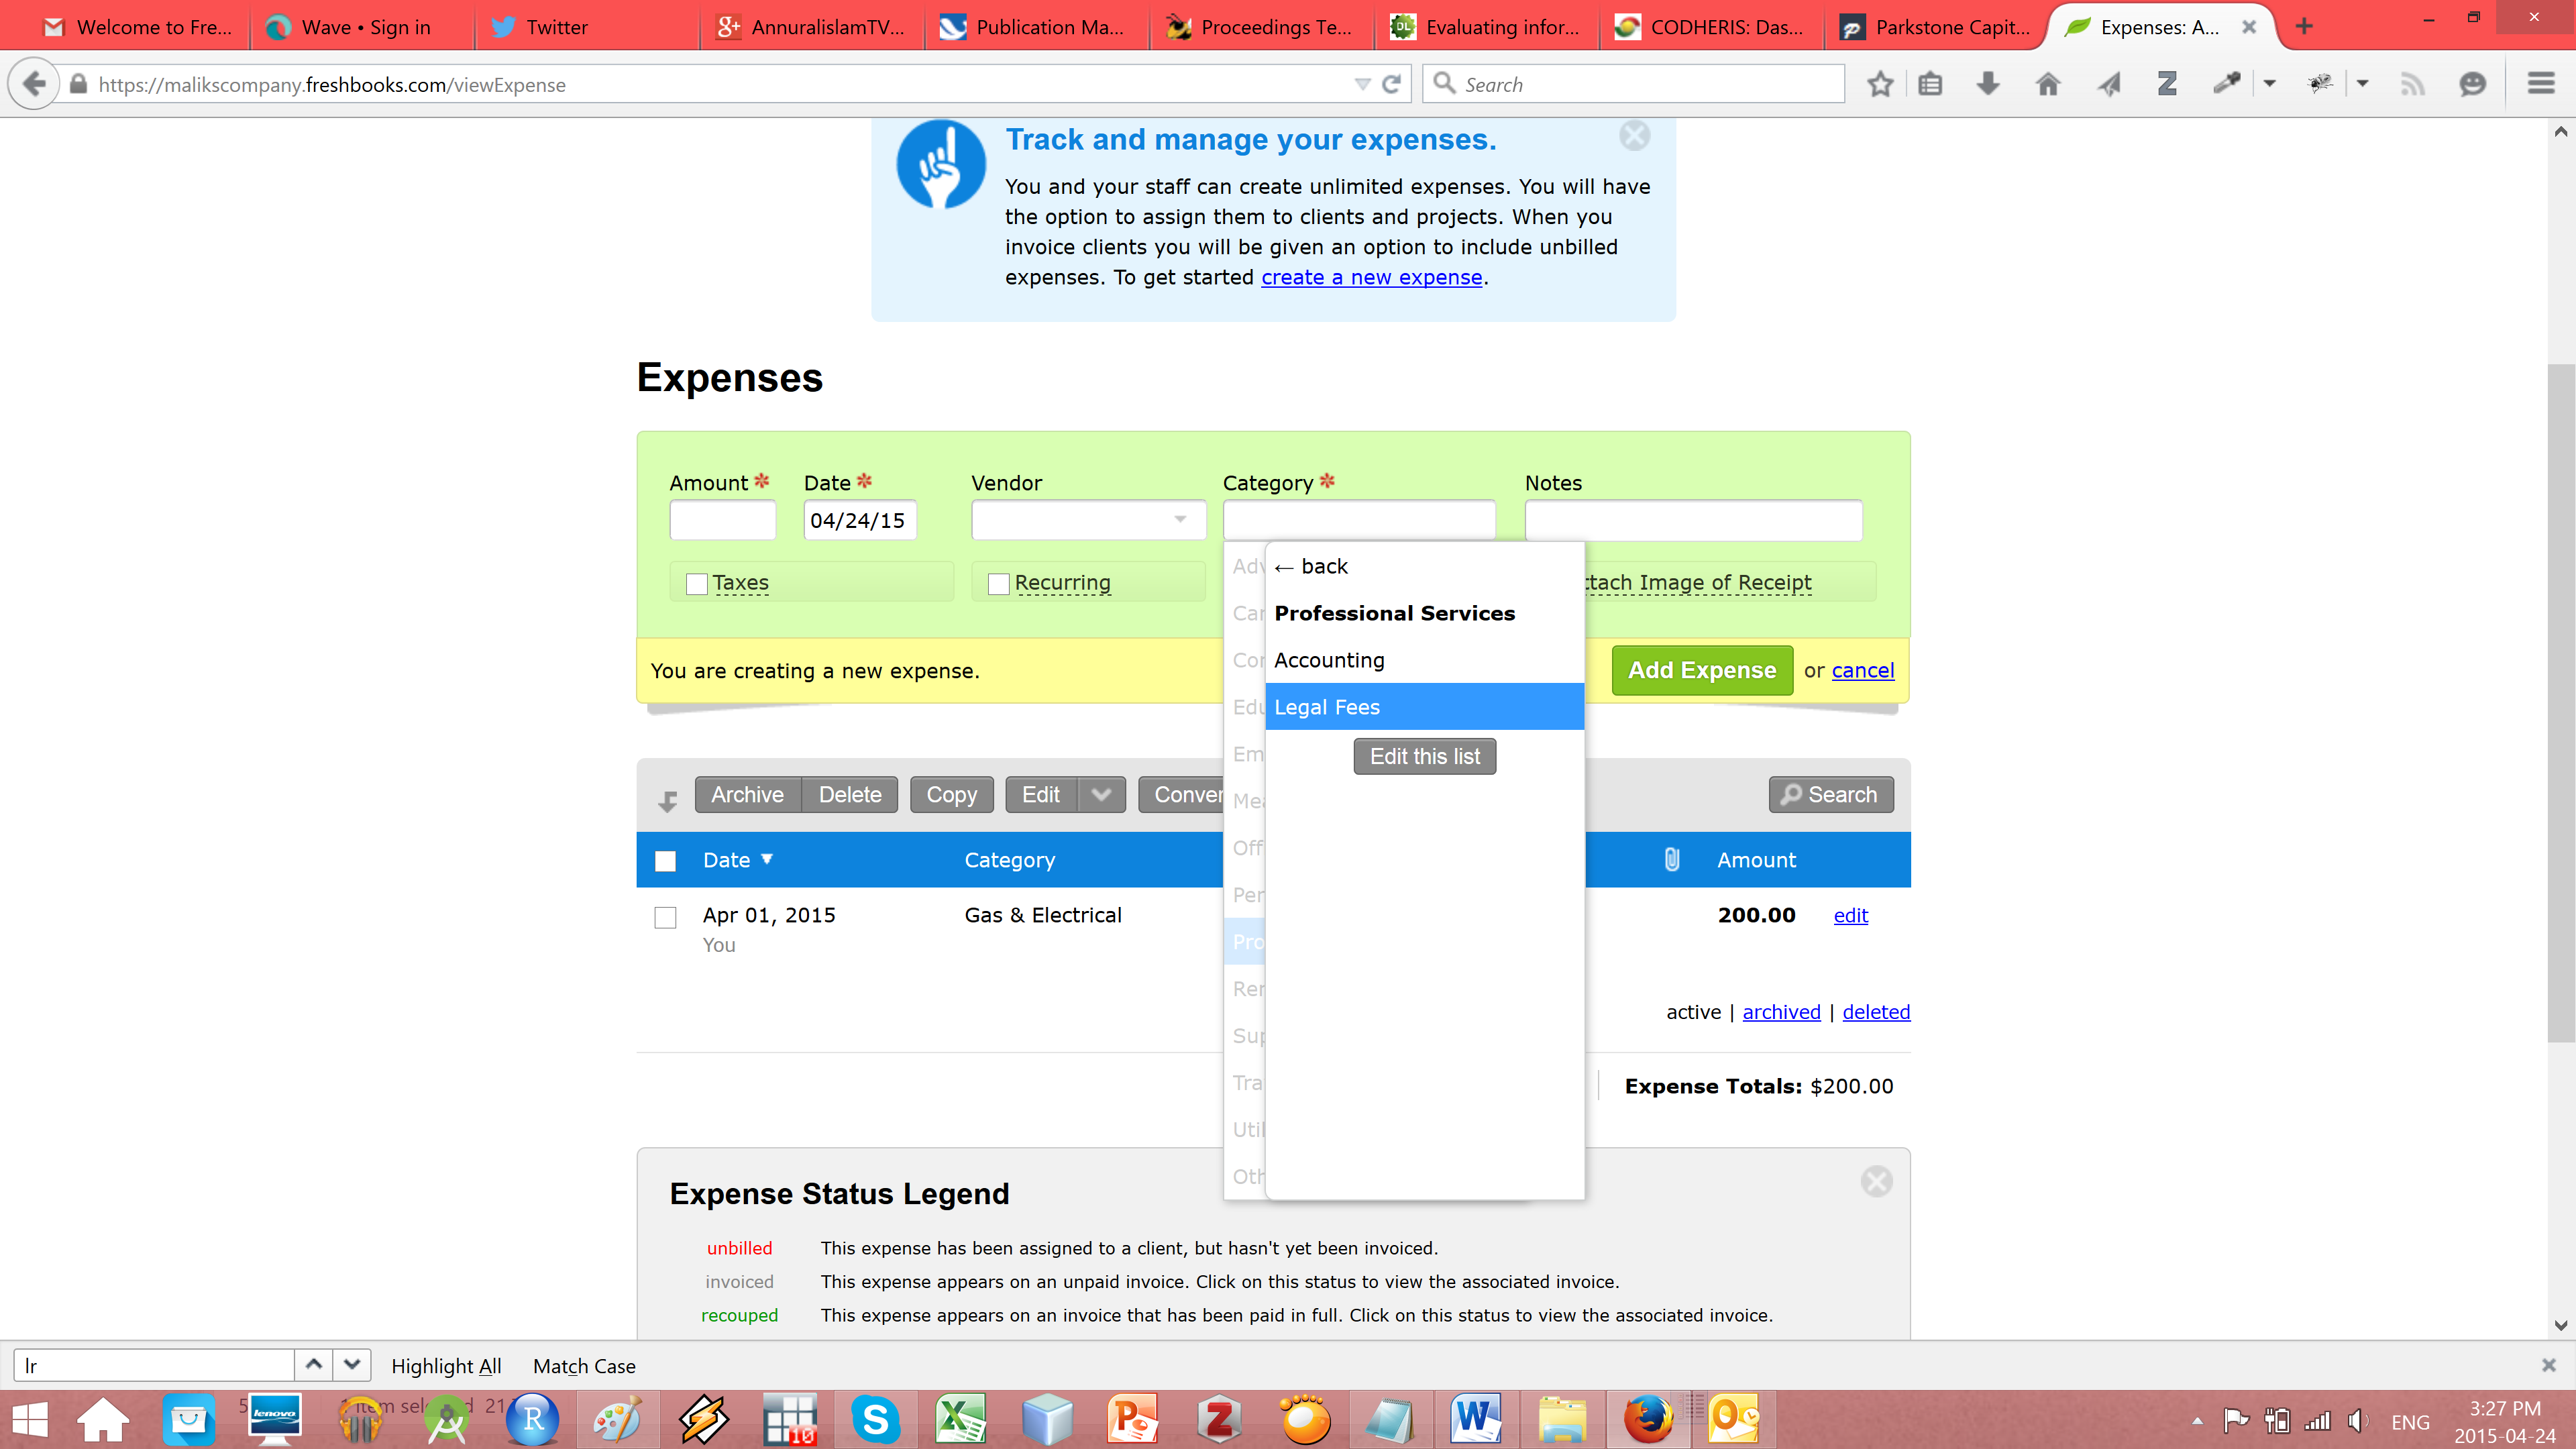 Welcome to Fre...
Wave • Sign in
Twitter
AnnuralislamTV...
Publication Ma...
Proceedings Te...
Evaluating infor...
CODHERIS: Das...
Parkstone Capit...
Expenses: A...
https://malikscompany.freshbooks.com/viewExpense
Search
Track and manage your expenses.
You and your staff can create unlimited expenses. You will have
the option to assign them to clients and projects. When you
invoice clients you will be given an option to include unbilled
expenses. To get started create a new expense.
Expenses
Amount * Date * Vendor Category * Notes
04/24/15
Taxes
Recurring
ttach Image of Receipt
Adv
Car
Con
Edu
Em
Mea
Off
Per
Pro
Ren
Sup
Tra
Util
Oth
← back
Professional Services
Accounting
Legal Fees
Edit this list
You are creating a new expense.
Add Expense or cancel
Archive Delete Copy Edit Conver
Search
Date ▼ Category Amount
Apr 01, 2015 Gas & Electrical 200.00 edit
You
active | archived | deleted
Expense Totals: $200.00
Expense Status Legend
unbilled This expense has been assigned to a client, but hasn't yet been invoiced.
invoiced This expense appears on an unpaid invoice. Click on this status to view the associated invoice.
recouped This expense appears on an invoice that has been paid in full. Click on this status to view the associated invoice.
lr
Highlight All
Match Case
lenovo
10
ENG
3:27 PM
2015-04-24